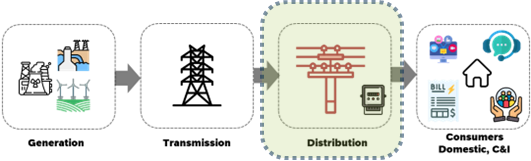 BILL
Generation
Transmission
Distribution
Consumers
Domestic, C&I